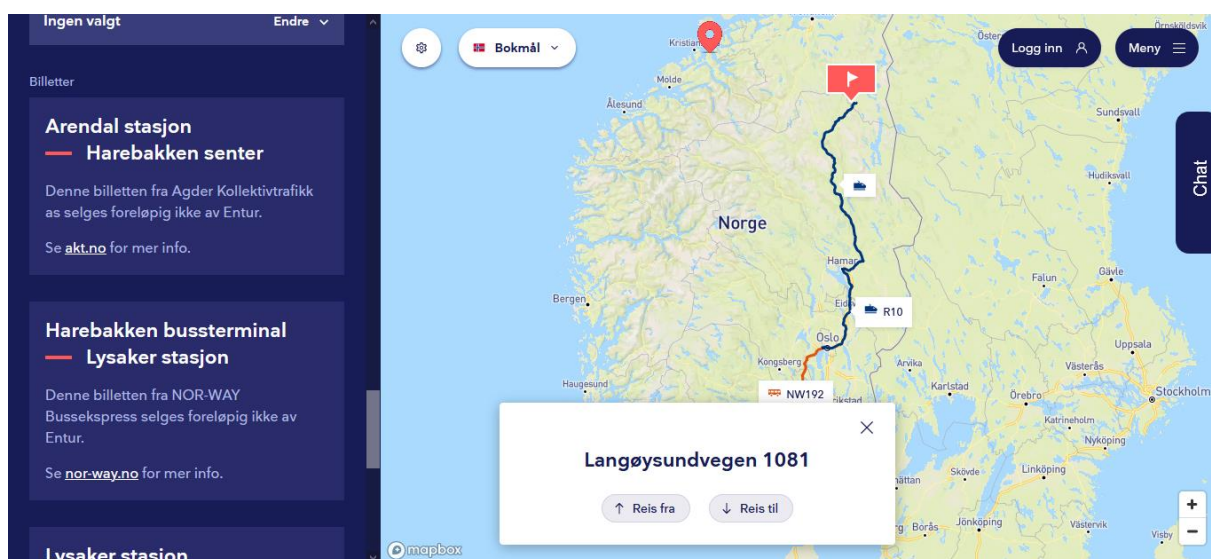 Ingen valgt
Endre
Billetter
Arendal stasjon
Harebakken senter
Denne billetten fra Agder Kollektivtrafikk
as selges foreløpig ikke av Entur.
Se akt.no for mer info.
Harebakken bussterminal
Lysaker stasjon
Denne billetten fra NOR-WAY
Bussekspress selges foreløpig ikke av
Entur.
Se nor-way.no for mer info.
Lysaker stasjon
Bokmål
Logg inn
Meny
Chat
Kristian
Molde
Ålesund
Öster
Örnsköldsvik
Sundsvall
Hudiksvall
Norge
Hamar
Falun
Gävle
Bergen
R10
Oslo
Kongsberg
Arvika
Uppsala
Västerås
Haugesund
NW192
Karlstad
Örebro
Stockholm
Katrineholm
Nyköping
Langøysundvegen 1081
Reis fra
Reis til
Skövde
Linköping
Borås
Jönköping
Västervik
Visby
mapbox